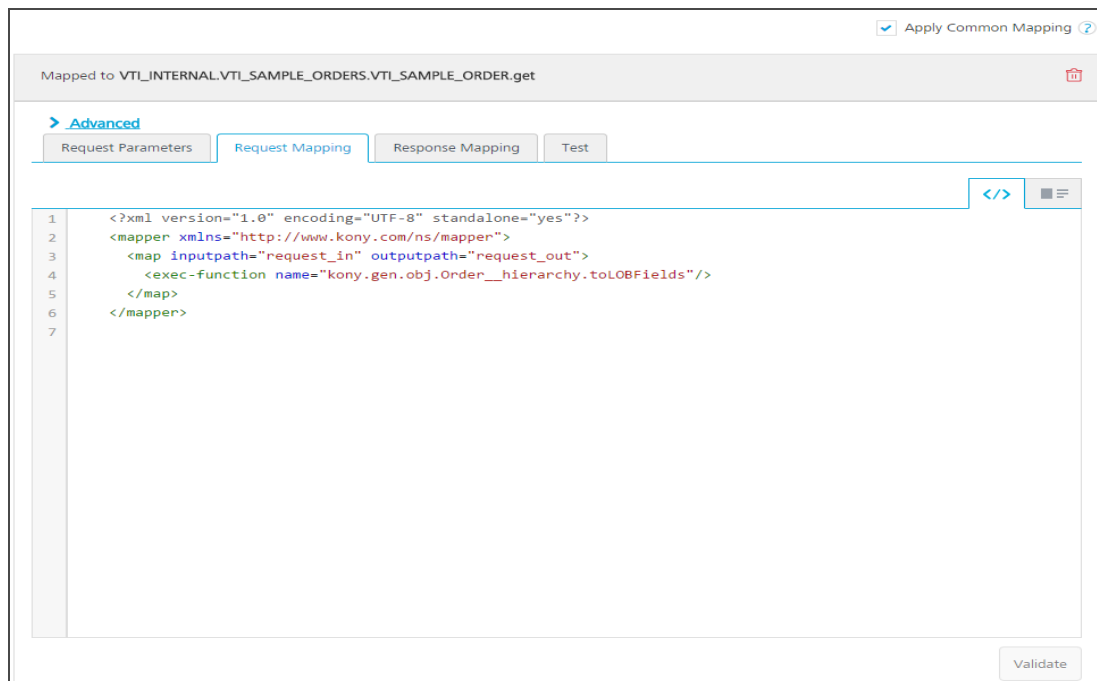 Apply Common Mapping ?
Mapped to VTI_INTERNAL.VTI_SAMPLE_ORDERS.VTI_SAMPLE_ORDER.get
Advanced
Request Parameters Request Mapping Response Mapping Test
</>
1 <?xml version="1.0" encoding="UTF-8" standalone="yes"?>
2 <mapper xmlns="http://www.kony.com/ns/mapper">
3 <map inputpath="request_in" outputpath="request_out">
4 <exec-function name="kony.gen.obj.Order__hierarchy.toLOBFields"/>
5 </map>
6 </mapper>
7
Validate